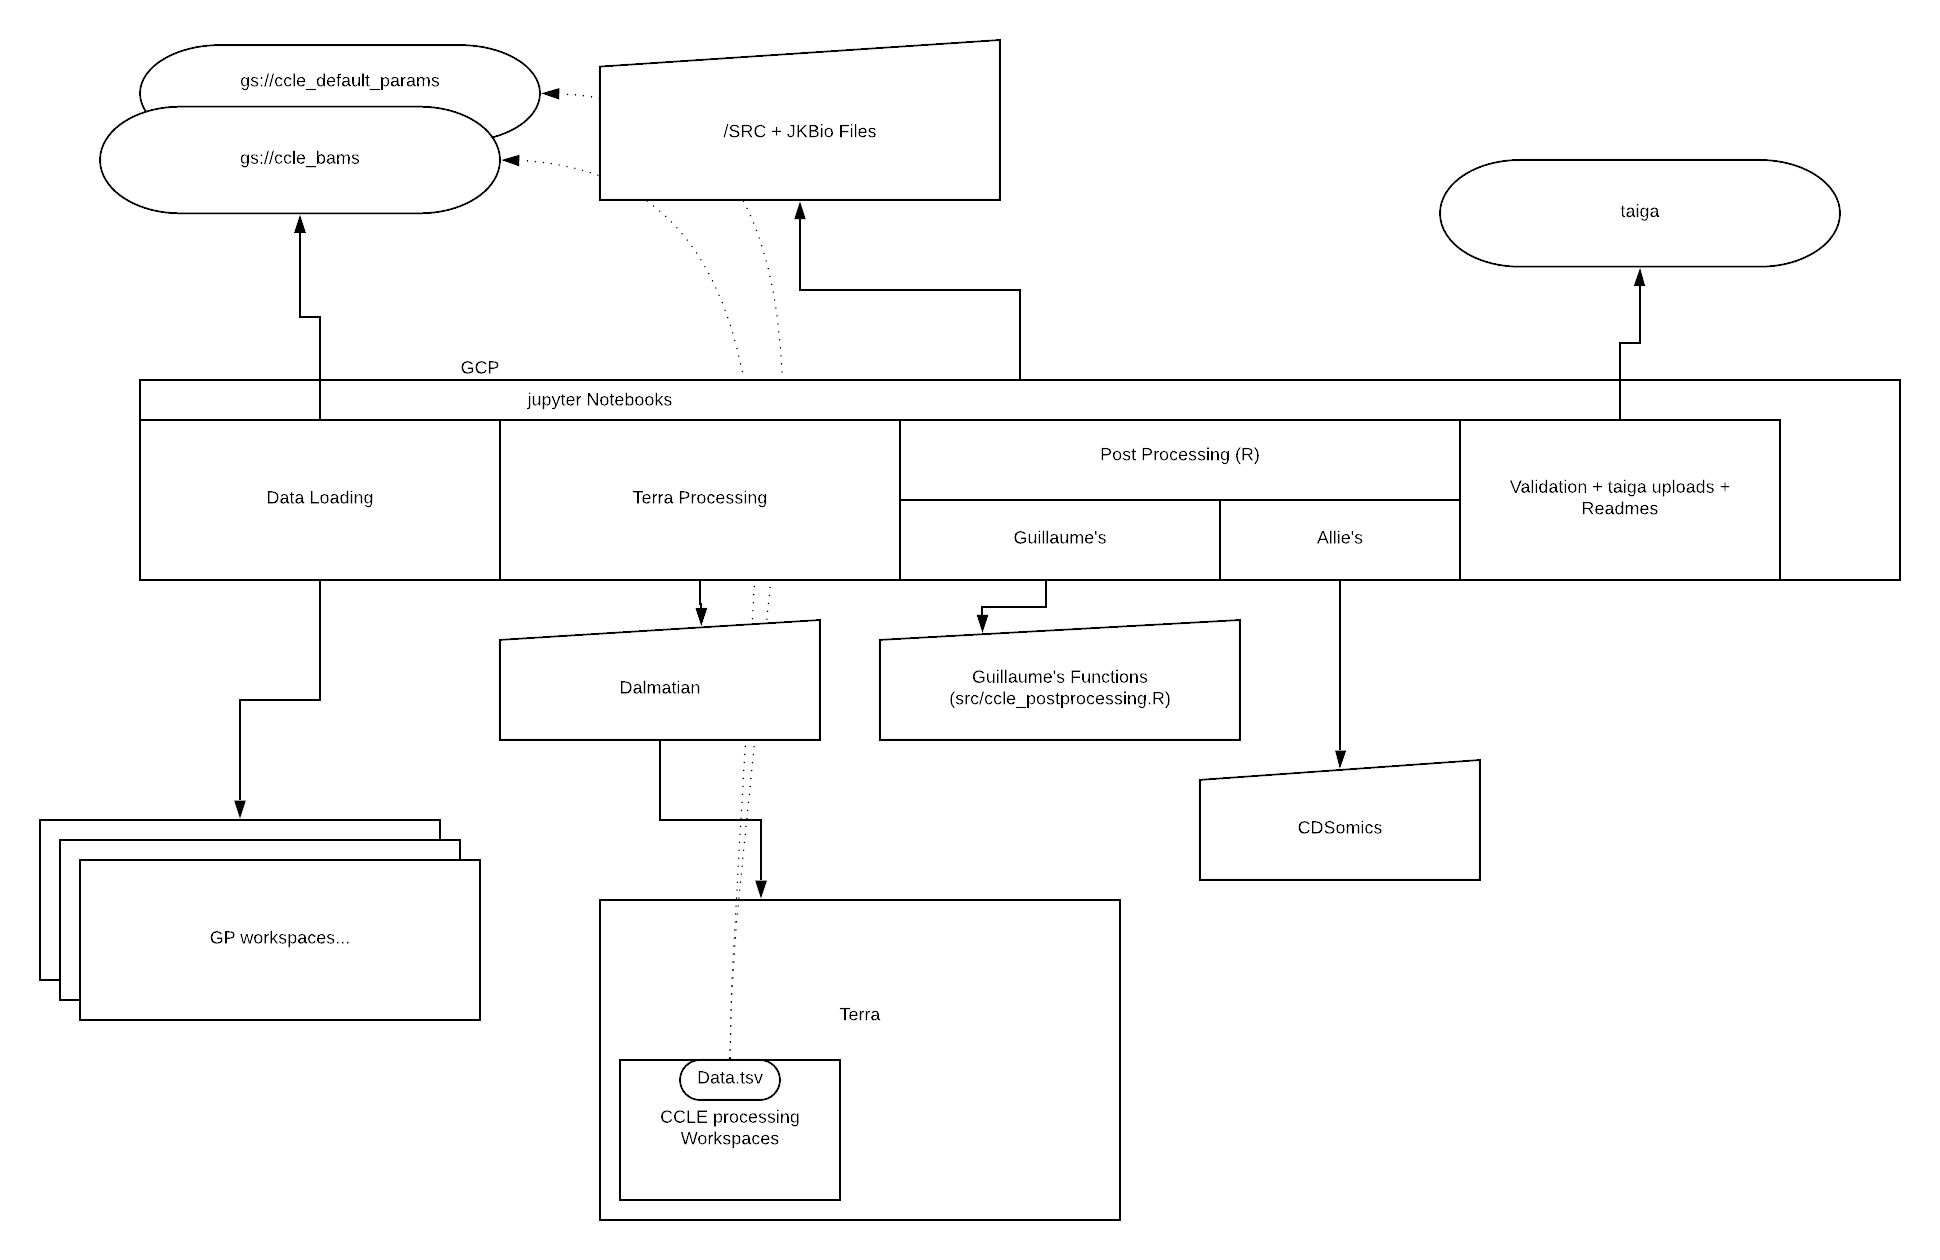 gs://ccle_default_params
/SRC + JKBio Files
gs://ccle_bams
taiga
GCP
jupyter Notebooks
Data Loading
Terra Processing
Post Processing (R)
Guillaume's
Allie's
Validation + taiga uploads +
Readmes
Dalmatian
Guillaume's Functions
(src/ccle_postprocessing.R)
CDSomics
GP workspaces...
Terra
Data.tsv
CCLE processing
Workspaces